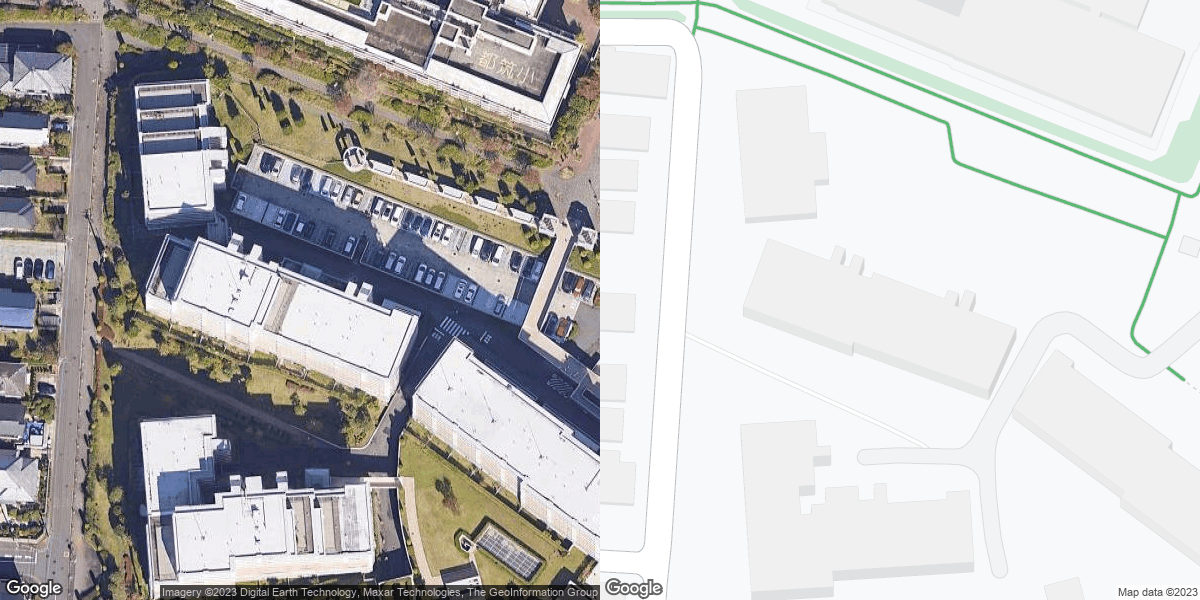 都筑小
Google
Imagery ©2023 Digital Earth Technology, Maxar Technologies, The GeoInformation Group
Google
Map data ©2023